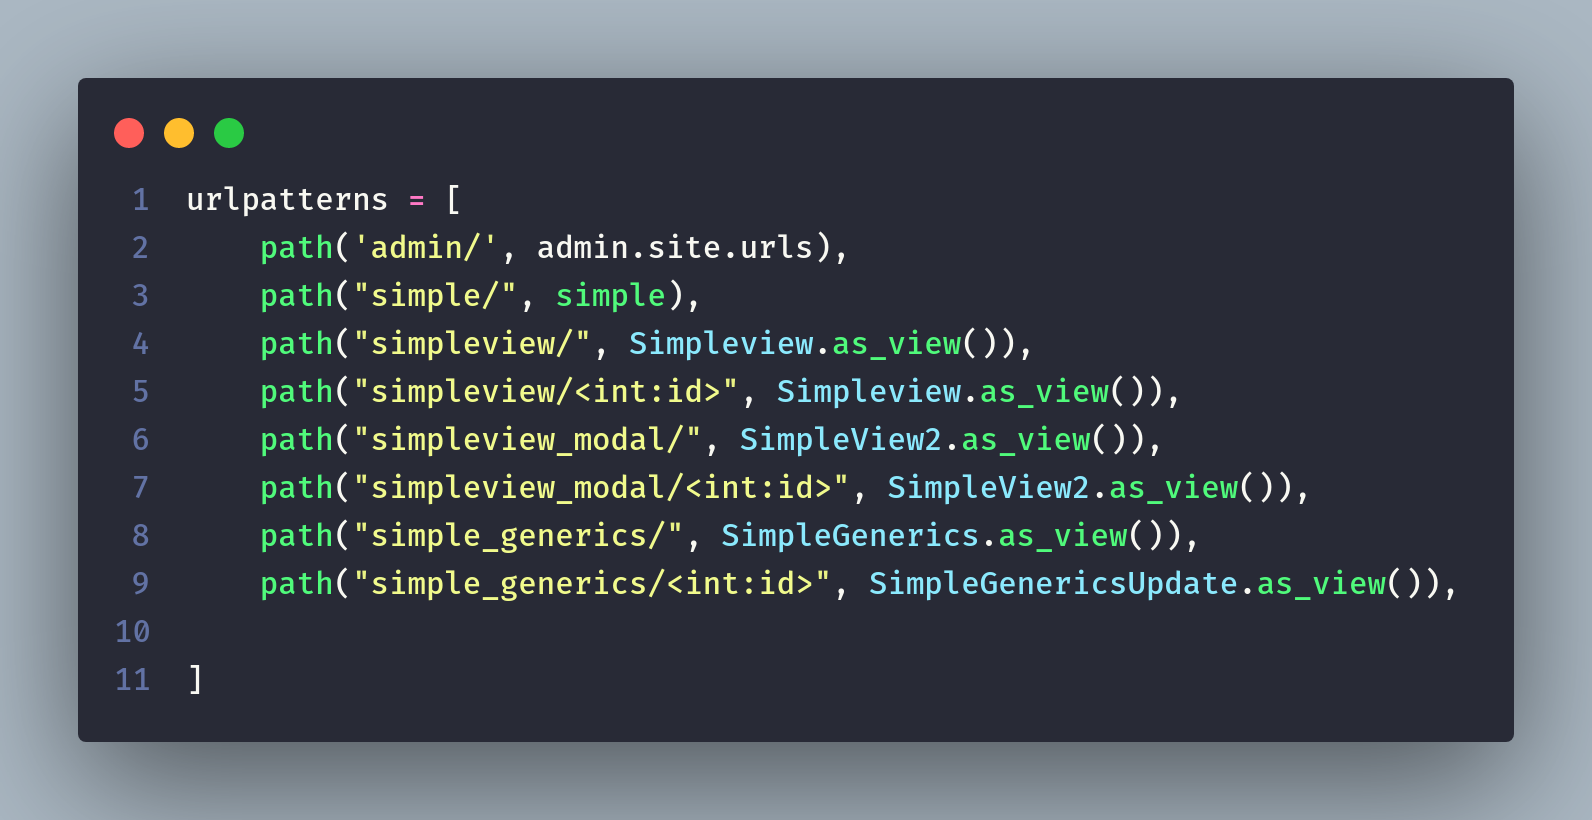 1 urlpatterns = [
2     path('admin/', admin.site.urls),
3     path("simple/", simple),
4     path("simpleview/", Simpleview.as_view()),
5     path("simpleview/<int:id>", Simpleview.as_view()),
6     path("simpleview_modal/", SimpleView2.as_view()),
7     path("simpleview_modal/<int:id>", SimpleView2.as_view()),
8     path("simple_generics/", SimpleGenerics.as_view()),
9     path("simple_generics/<int:id>", SimpleGenericsUpdate.as_view()),
10
11 ]